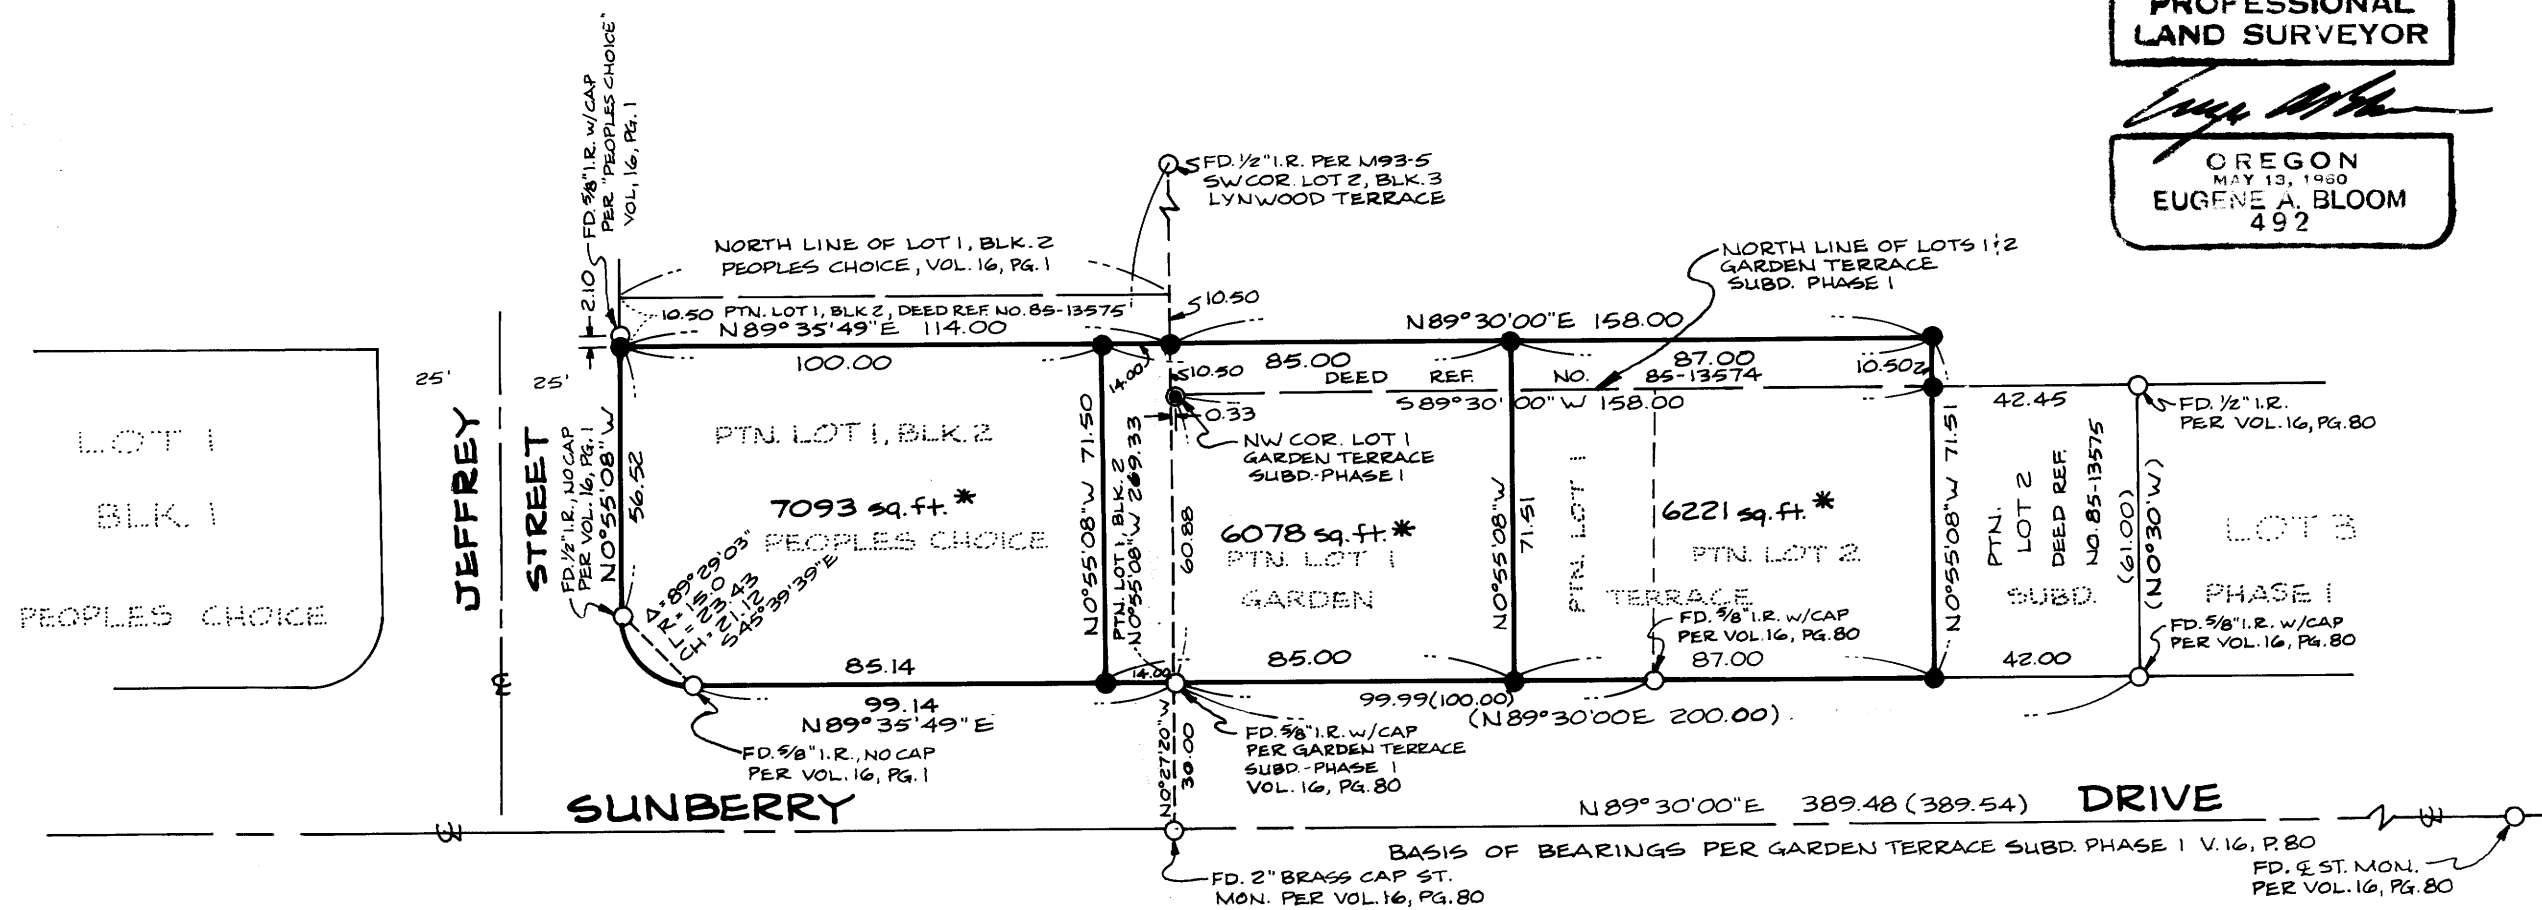 PROFESSIONAL
LAND SURVEYOR
OREGON
MAY 13, 1960
EUGENE A. BLOOM
492
FD. 5/8" I.R. W/CAP
PER "PEOPLES CHOICE"
VOL, 16, PG. 1
2.10
FD. 1/2" I.R. PER M93-5
SW COR. LOT 2, BLK. 3
LYNWOOD TERRACE
NORTH LINE OF LOT 1, BLK. 2
PEOPLES CHOICE, VOL. 16, PG. 1
NORTH LINE OF LOTS 1 & 2
GARDEN TERRACE
SUBD. PHASE 1
10.50
10.50 PTN. LOT 1, BLK 2, DEED REF. NO. 85-13575
N 89° 35' 49" E 114.00
N 89° 30' 00" E 158.00
100.00
14.00
10.50
85.00
87.00
10.50
DEED REF. NO. 85-13574
S 89° 30' 00" W 158.00
0.33
42.45
FD. 1/2" I.R.
PER VOL. 16, PG. 80
25'
25'
JEFFREY
STREET
LOT 1
BLK. 1
PEOPLES CHOICE
FD. 1/2" I.R., NO CAP
PER VOL. 16, PG. 1
N 0° 55' 08" W
56.52
PTN. LOT 1, BLK. 2
7093 sq. ft. *
PEOPLES CHOICE
Δ = 89° 29' 03"
R = 15.0
L = 23.43
CH = 21.12
S 45° 39' 39" E
N 0° 55' 08" W 71.50
PTN. LOT 1, BLK. 2
N 0° 55' 08" W 269.33
60.88
NW COR. LOT 1
GARDEN TERRACE
SUBD.-PHASE 1
6078 sq. ft. *
PTN. LOT 1
GARDEN
N 0° 55' 08" W
71.51
PTN. LOT 1
6221 sq. ft. *
PTN. LOT 2
TERRACE
FD. 5/8" I.R. W/CAP
PER VOL. 16, PG. 80
N 0° 55' 08" W 71.51
PTN.
LOT 2
DEED REF.
NO. 85-13575
SUBD.
(61.00)
(N 0° 30' W)
LOT 3
PHASE 1
FD. 5/8" I.R. W/CAP
PER VOL. 16, PG. 80
85.14
14.00
85.00
87.00
42.00
99.14
N 89° 35' 49" E
99.99 (100.00)
(N 89° 30' 00 E 200.00)
FD. 5/8" I.R., NO CAP
PER VOL. 16, PG. 1
N 0° 27' 20" W
30.00
FD. 5/8" I.R. W/CAP
PER GARDEN TERRACE
SUBD.-PHASE 1
VOL. 16, PG. 80
SUNBERRY
N 89° 30' 00" E 389.48 (389.54)
DRIVE
BASIS OF BEARINGS PER GARDEN TERRACE SUBD. PHASE 1 V. 16, P. 80
FD. 2" BRASS CAP ST.
MON. PER VOL. 16, PG. 80
FD. ℄ ST. MON.
PER VOL. 16, PG. 80